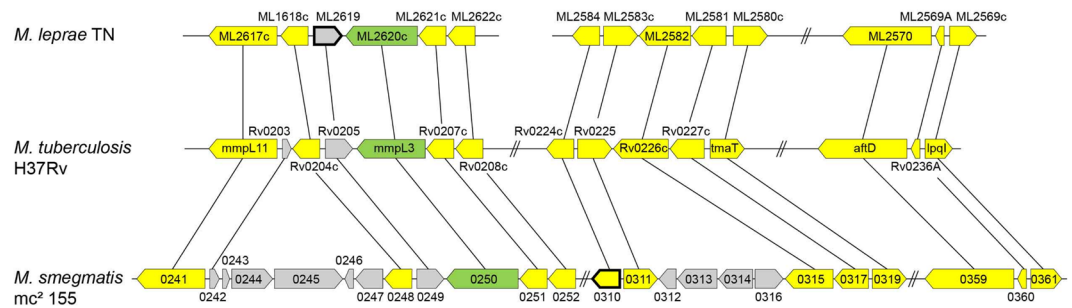 ML1618c ML2619 ML2621c ML2622c ML2584 ML2583c ML2581 ML2580c ML2569A ML2569c
M. leprae TN ML2617c ML2620c ML2582 ML2570
Rv0203 Rv0205 Rv0207c Rv0224c Rv0225 Rv0227c
M. tuberculosis mmpL11 mmpL3 Rv0226c tmaT aftD lpqI
H37Rv Rv0204c Rv0208c Rv0236A
0243 0246
M. smegmatis 0241 0244 0245 0248 0250 0311 0313 0314 0315 0317 0319 0359 0361
mc² 155 0242 0247 0249 0251 0252 0310 0312 0316 0360